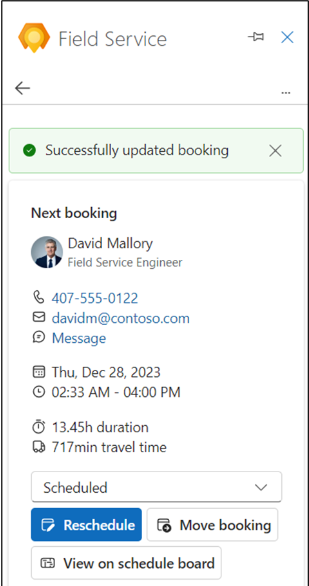 Field Service
...
Successfully updated booking
Next booking
David Mallory
Field Service Engineer
407-555-0122
davidm@contoso.com
Message
Thu, Dec 28, 2023
02:33 AM - 04:00 PM
13.45h duration
717min travel time
Scheduled
Reschedule
Move booking
View on schedule board